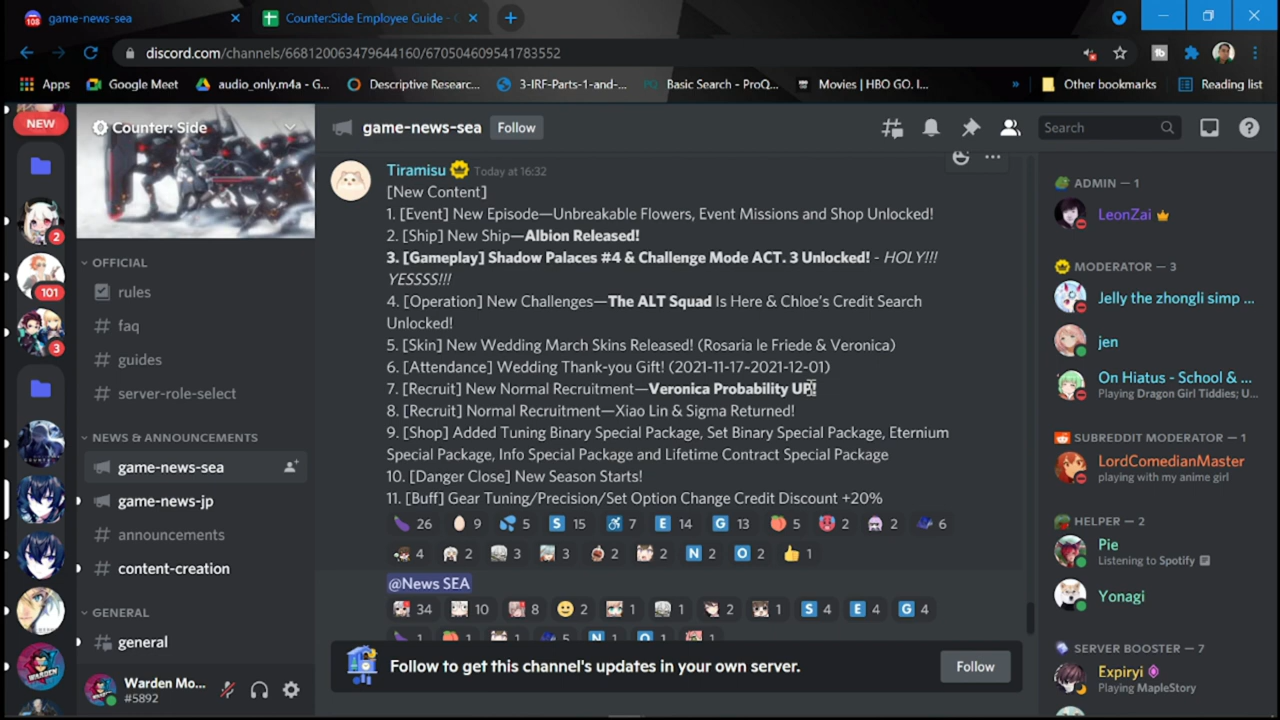 108
game-news-sea
Counter:Side Employee Guide -
discord.com/channels/668120063479644160/670504609541783552
Apps
Google Meet
audio_only.m4a - G...
Descriptive Resear...
3-IRF-Parts-1-and-...
PQ
Basic Search - ProQ...
Movies | HBO GO. I...
»
Other bookmarks
Reading list
NEW
2
101
3
Counter: Side
OFFICIAL
rules
# faq
# guides
# server-role-select
NEWS & ANNOUNCEMENTS
game-news-sea
game-news-jp
# announcements
# content-creation
GENERAL
general
Warden Mo...
#5892
WARDEN
game-news-sea
Follow
Search
Tiramisu Today at 16:32
[New Content]
1. [Event] New Episode—Unbreakable Flowers, Event Missions and Shop Unlocked!
2. [Ship] New Ship—Albion Released!
3. [Gameplay] Shadow Palaces #4 & Challenge Mode ACT. 3 Unlocked! - HOLY!!!
YESSSS!!!
4. [Operation] New Challenges—The ALT Squad Is Here & Chloe's Credit Search
Unlocked!
5. [Skin] New Wedding March Skins Released! (Rosaria le Friede & Veronica)
6. [Attendance] Wedding Thank-you Gift! (2021-11-17-2021-12-01)
7. [Recruit] New Normal Recruitment—Veronica Probability UP!
8. [Recruit] Normal Recruitment—Xiao Lin & Sigma Returned!
9. [Shop] Added Tuning Binary Special Package, Set Binary Special Package, Eternium
Special Package, Info Special Package and Lifetime Contract Special Package
10. [Danger Close] New Season Starts!
11. [Buff] Gear Tuning/Precision/Set Option Change Credit Discount +20%
26 9 5 S 15 7 E 14 G 13 5 2 2 6
4 2 3 3 2 2 N 2 O 2 1
@News SEA
34 10 8 2 1 1 2 1 S 4 E 4 G 4
1 1 1 5 N 1 O 1 1
Follow to get this channel's updates in your own server.
Follow
ADMIN — 1
LeonZai
MODERATOR — 3
Jelly the zhongli simp ...
jen
On Hiatus - School & ...
Playing Dragon Girl Tiddies; U...
SUBREDDIT MODERATOR — 1
LordComedianMaster
playing with my anime girl
HELPER — 2
Pie
Listening to Spotify
Yonagi
SERVER BOOSTER — 7
Expiryi
Playing MapleStory